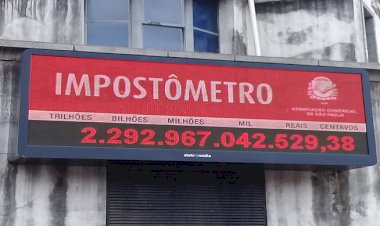 IMPOSTÔMETRO
ASSOCIAÇÃO COMERCIAL
DE SÃO PAULO
TRILHÕES BILHÕES MILHÕES MIL REAIS CENTAVOS
2.292.967.042.529,38